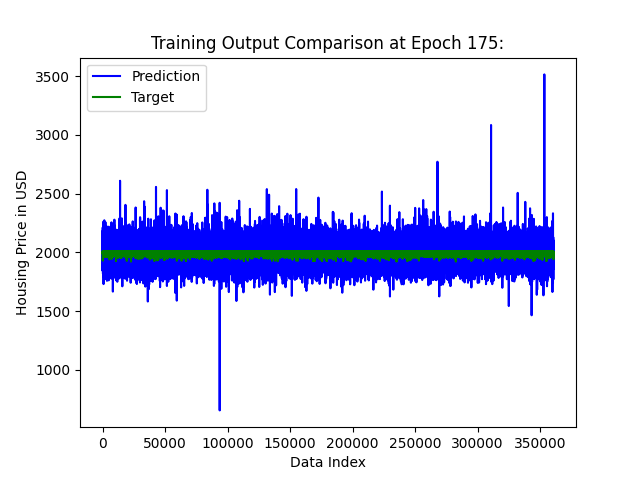 Training Output Comparison at Epoch 175:
Prediction
Target
3500
3000
2500
2000
1500
1000
Housing Price in USD
0
50000
100000
150000
200000
250000
300000
350000
Data Index